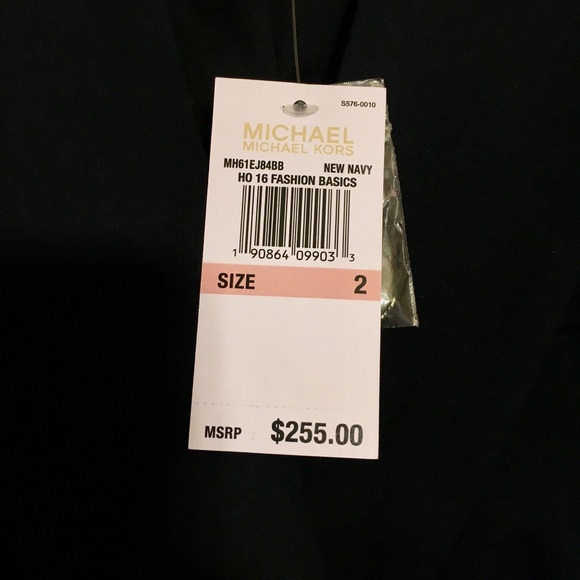 S576-0010
MICHAEL
MICHAEL KORS
MH61EJ84BB NEW NAVY
HO 16 FASHION BASICS
1 90864 09903 3
SIZE 2
MSRP $255.00